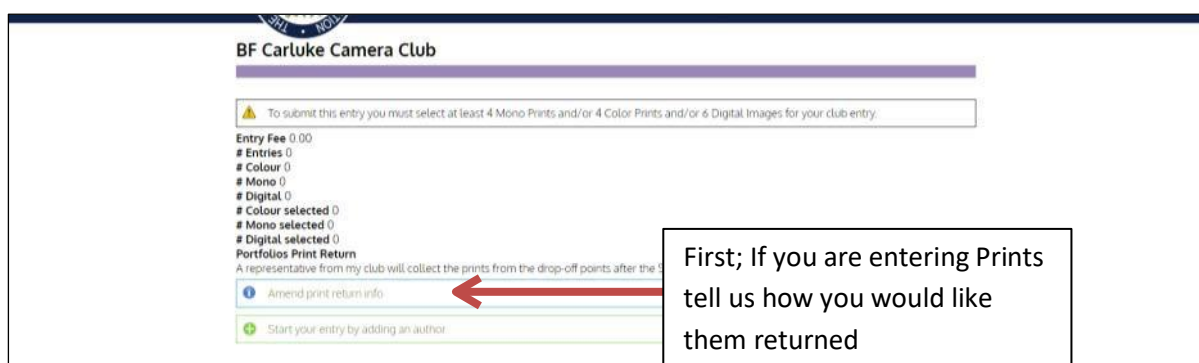 THE
TION
NOI
BF Carluke Camera Club
To submit this entry you must select at least 4 Mono Prints and/or 4 Color Prints and/or 6 Digital Images for your club entry.
Entry Fee 0.00
# Entries 0
# Colour 0
# Mono 0
# Digital 0
# Colour selected 0
# Mono selected 0
# Digital selected 0
Portfolios Print Return
A representative from my club will collect the prints from the drop-off points after the
Amend print return info
Start your entry by adding an author
First; If you are entering Prints
tell us how you would like
them returned